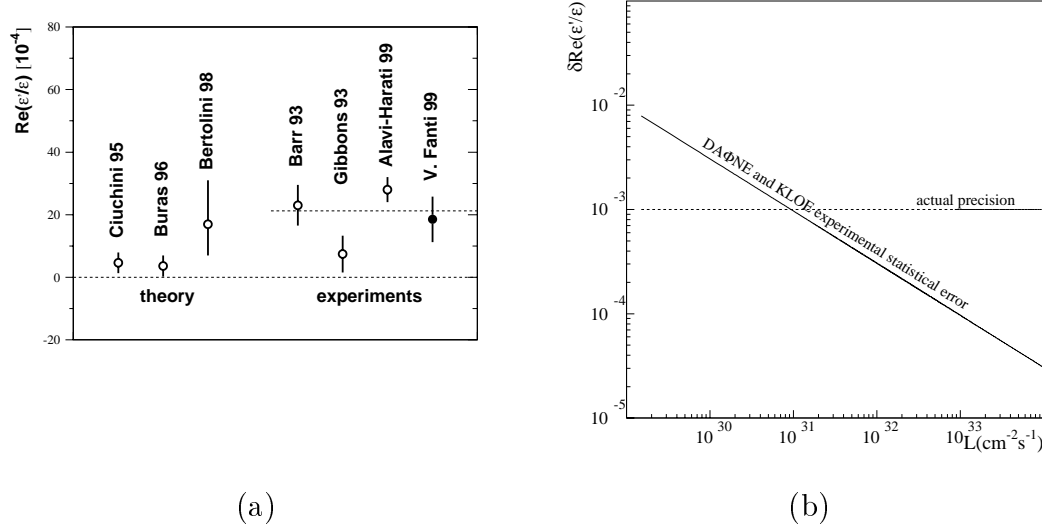 Re(ε'/ε) [10⁻⁴]
80
60
40
20
0
-20
Ciuchini 95
Buras 96
Bertolini 98
Barr 93
Gibbons 93
Alavi-Harati 99
V. Fanti 99
theory
experiments
(a)
δRe(ε'/ε)
10⁻²
10⁻³
10⁻⁴
10⁻⁵
DAΦNE and KLOE experimental statistical error
actual precision
10³⁰
10³¹
10³²
10³³
L(cm⁻²s⁻¹)
(b)